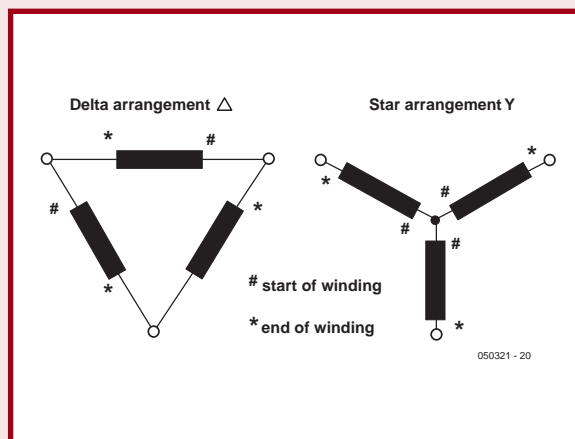 Delta arrangement △
Star arrangement Y
* #
#
*
*
* *
# #
#
*
# start of winding
* end of winding
050321 - 20